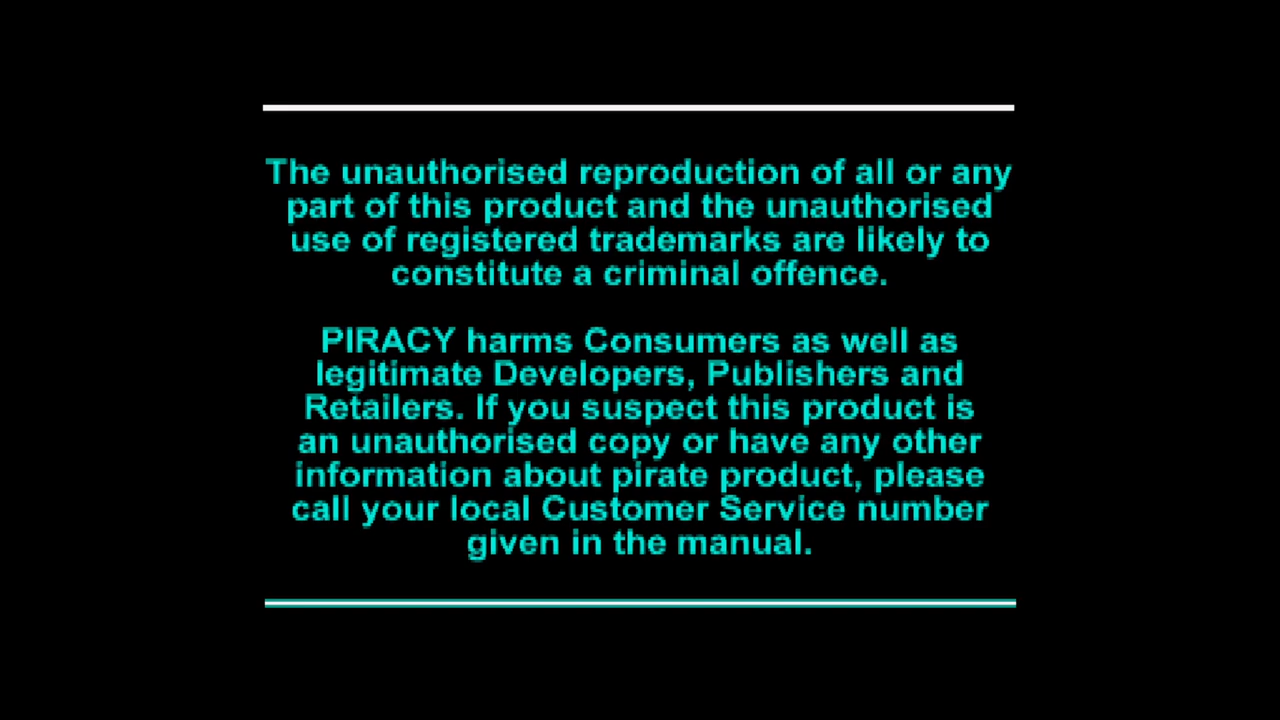 The unauthorised reproduction of all or any
part of this product and the unauthorised
use of registered trademarks are likely to
constitute a criminal offence.
PIRACY harms Consumers as well as
legitimate Developers, Publishers and
Retailers. If you suspect this product is
an unauthorised copy or have any other
information about pirate product, please
call your local Customer Service number
given in the manual.